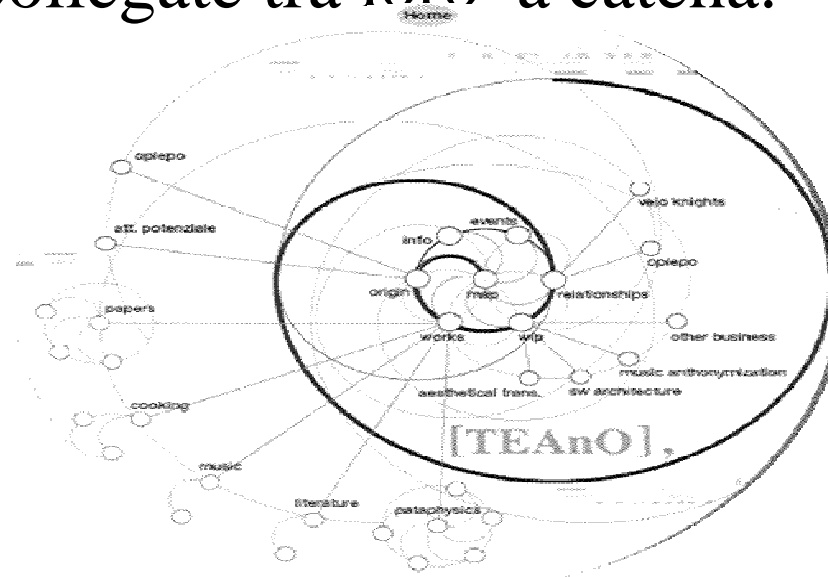 collegate tra loro a catena.
Home
oplepo
velo knights
att. potenziale
events
info
oplepo
origin
map
relationships
papers
works
wip
other business
music anthonymization
aesthetical trans.
sw architecture
cooking
[TEAnO],
music
literature
pataphysics